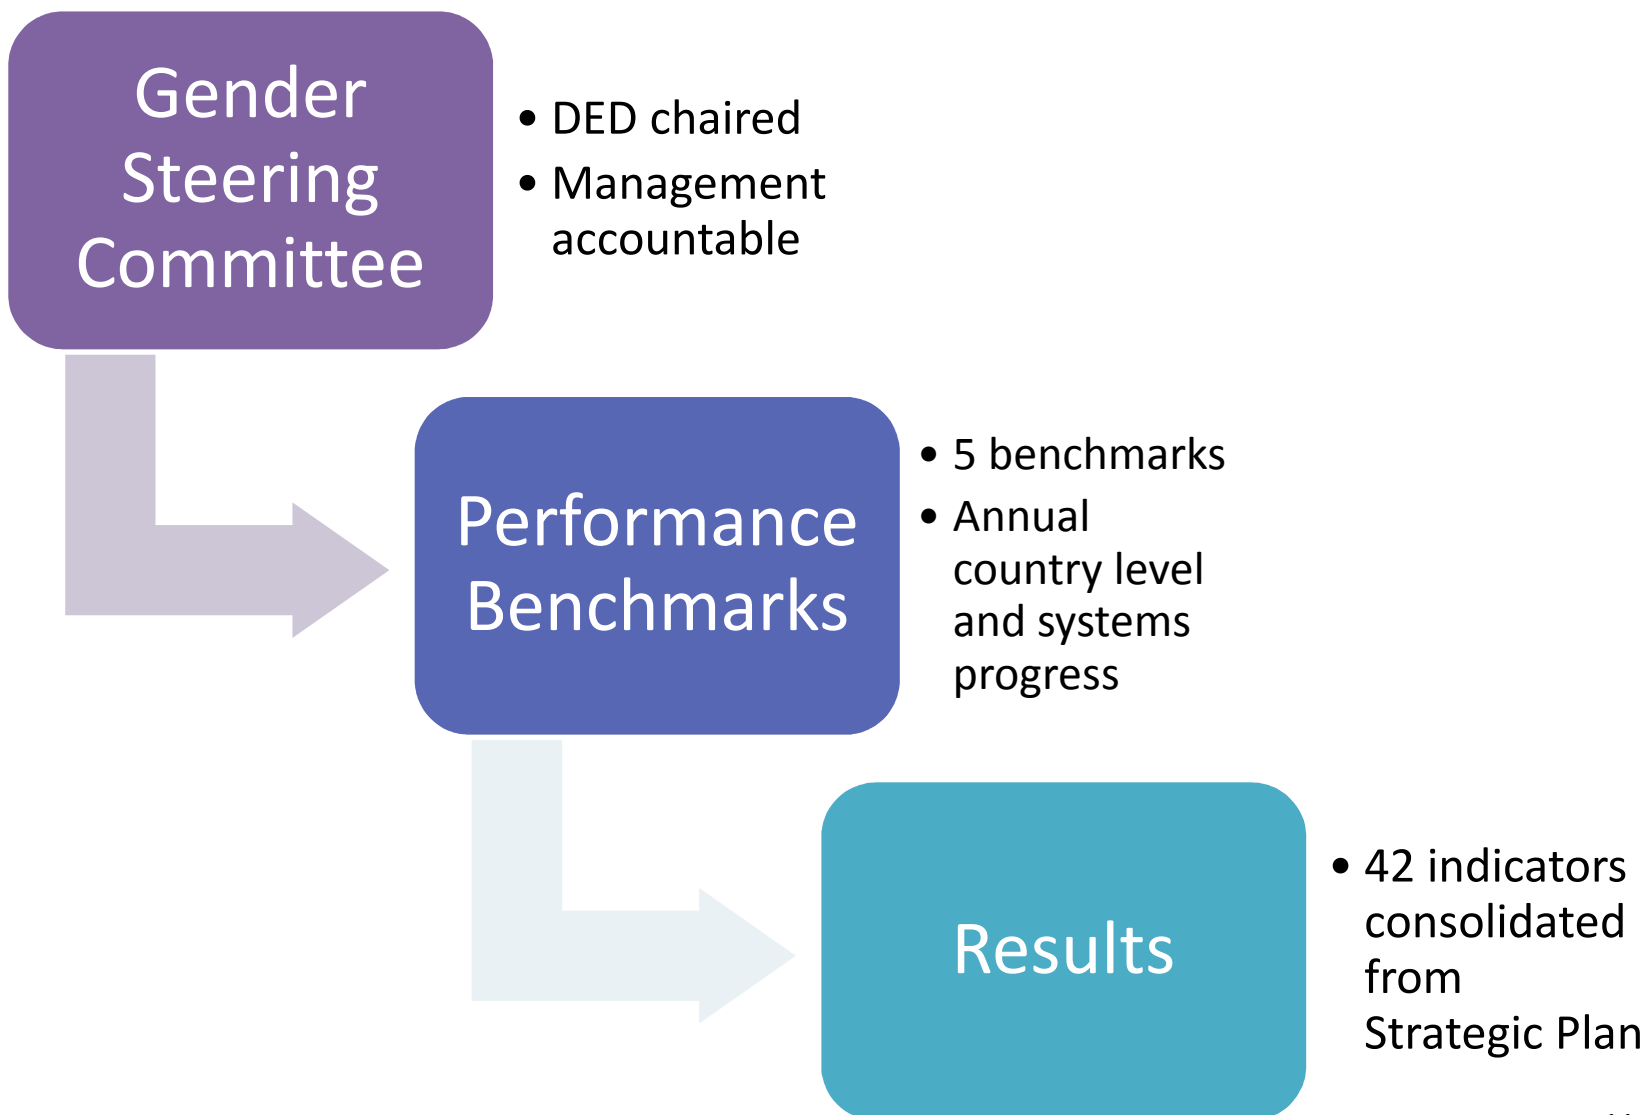 Gender
Steering
Committee
• DED chaired
• Management
accountable
Performance
Benchmarks
• 5 benchmarks
• Annual
country level
and systems
progress
Results
• 42 indicators
consolidated
from
Strategic Plan